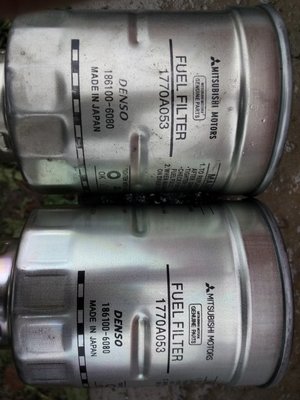 MITSUBISHI MOTORS
GENUINE PARTS
FUEL FILTER
1770A053
DENSO
186100-6080
MADE IN JAPAN
OK
MITSUBISHI MOTORS
GENUINE PARTS
FUEL FILTER
1770A053
DENSO
186100-6080
MADE IN JAPAN